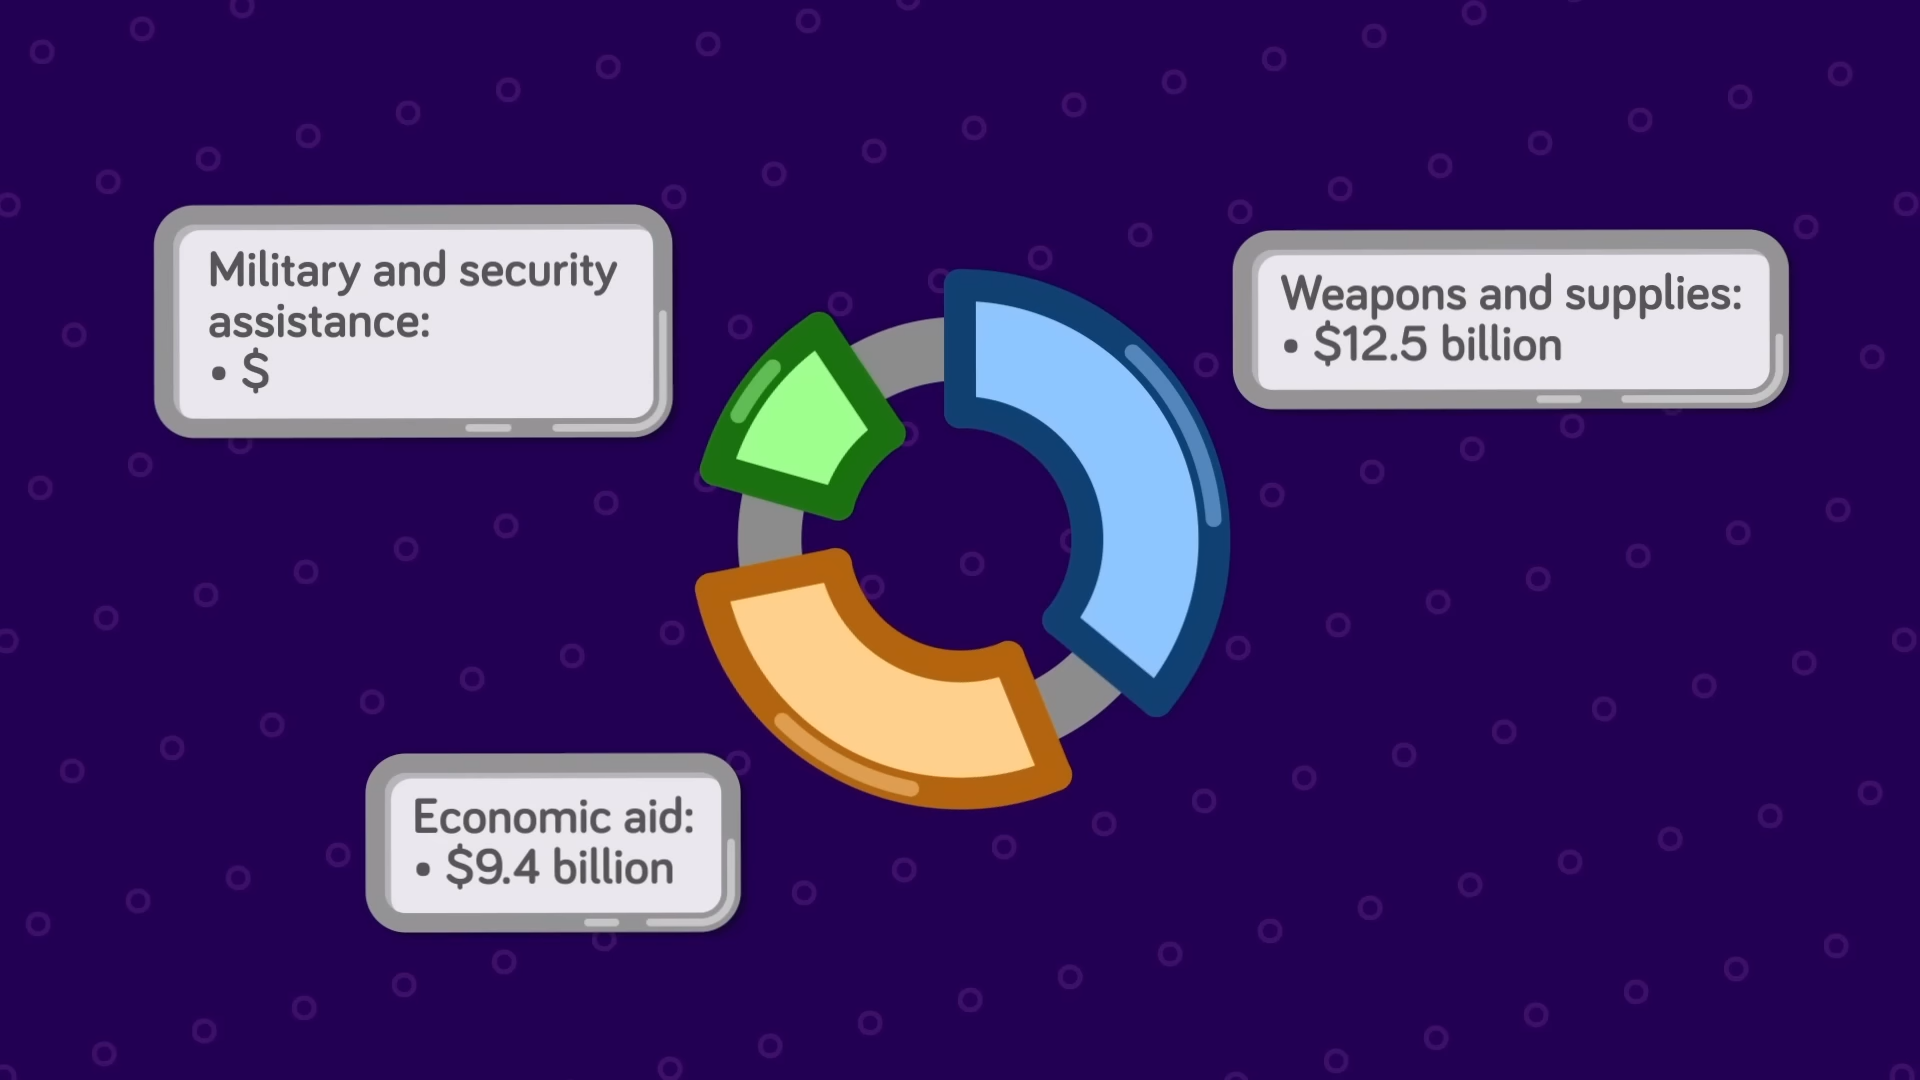 Military and security
assistance:
• $
Weapons and supplies:
• $12.5 billion
Economic aid:
• $9.4 billion